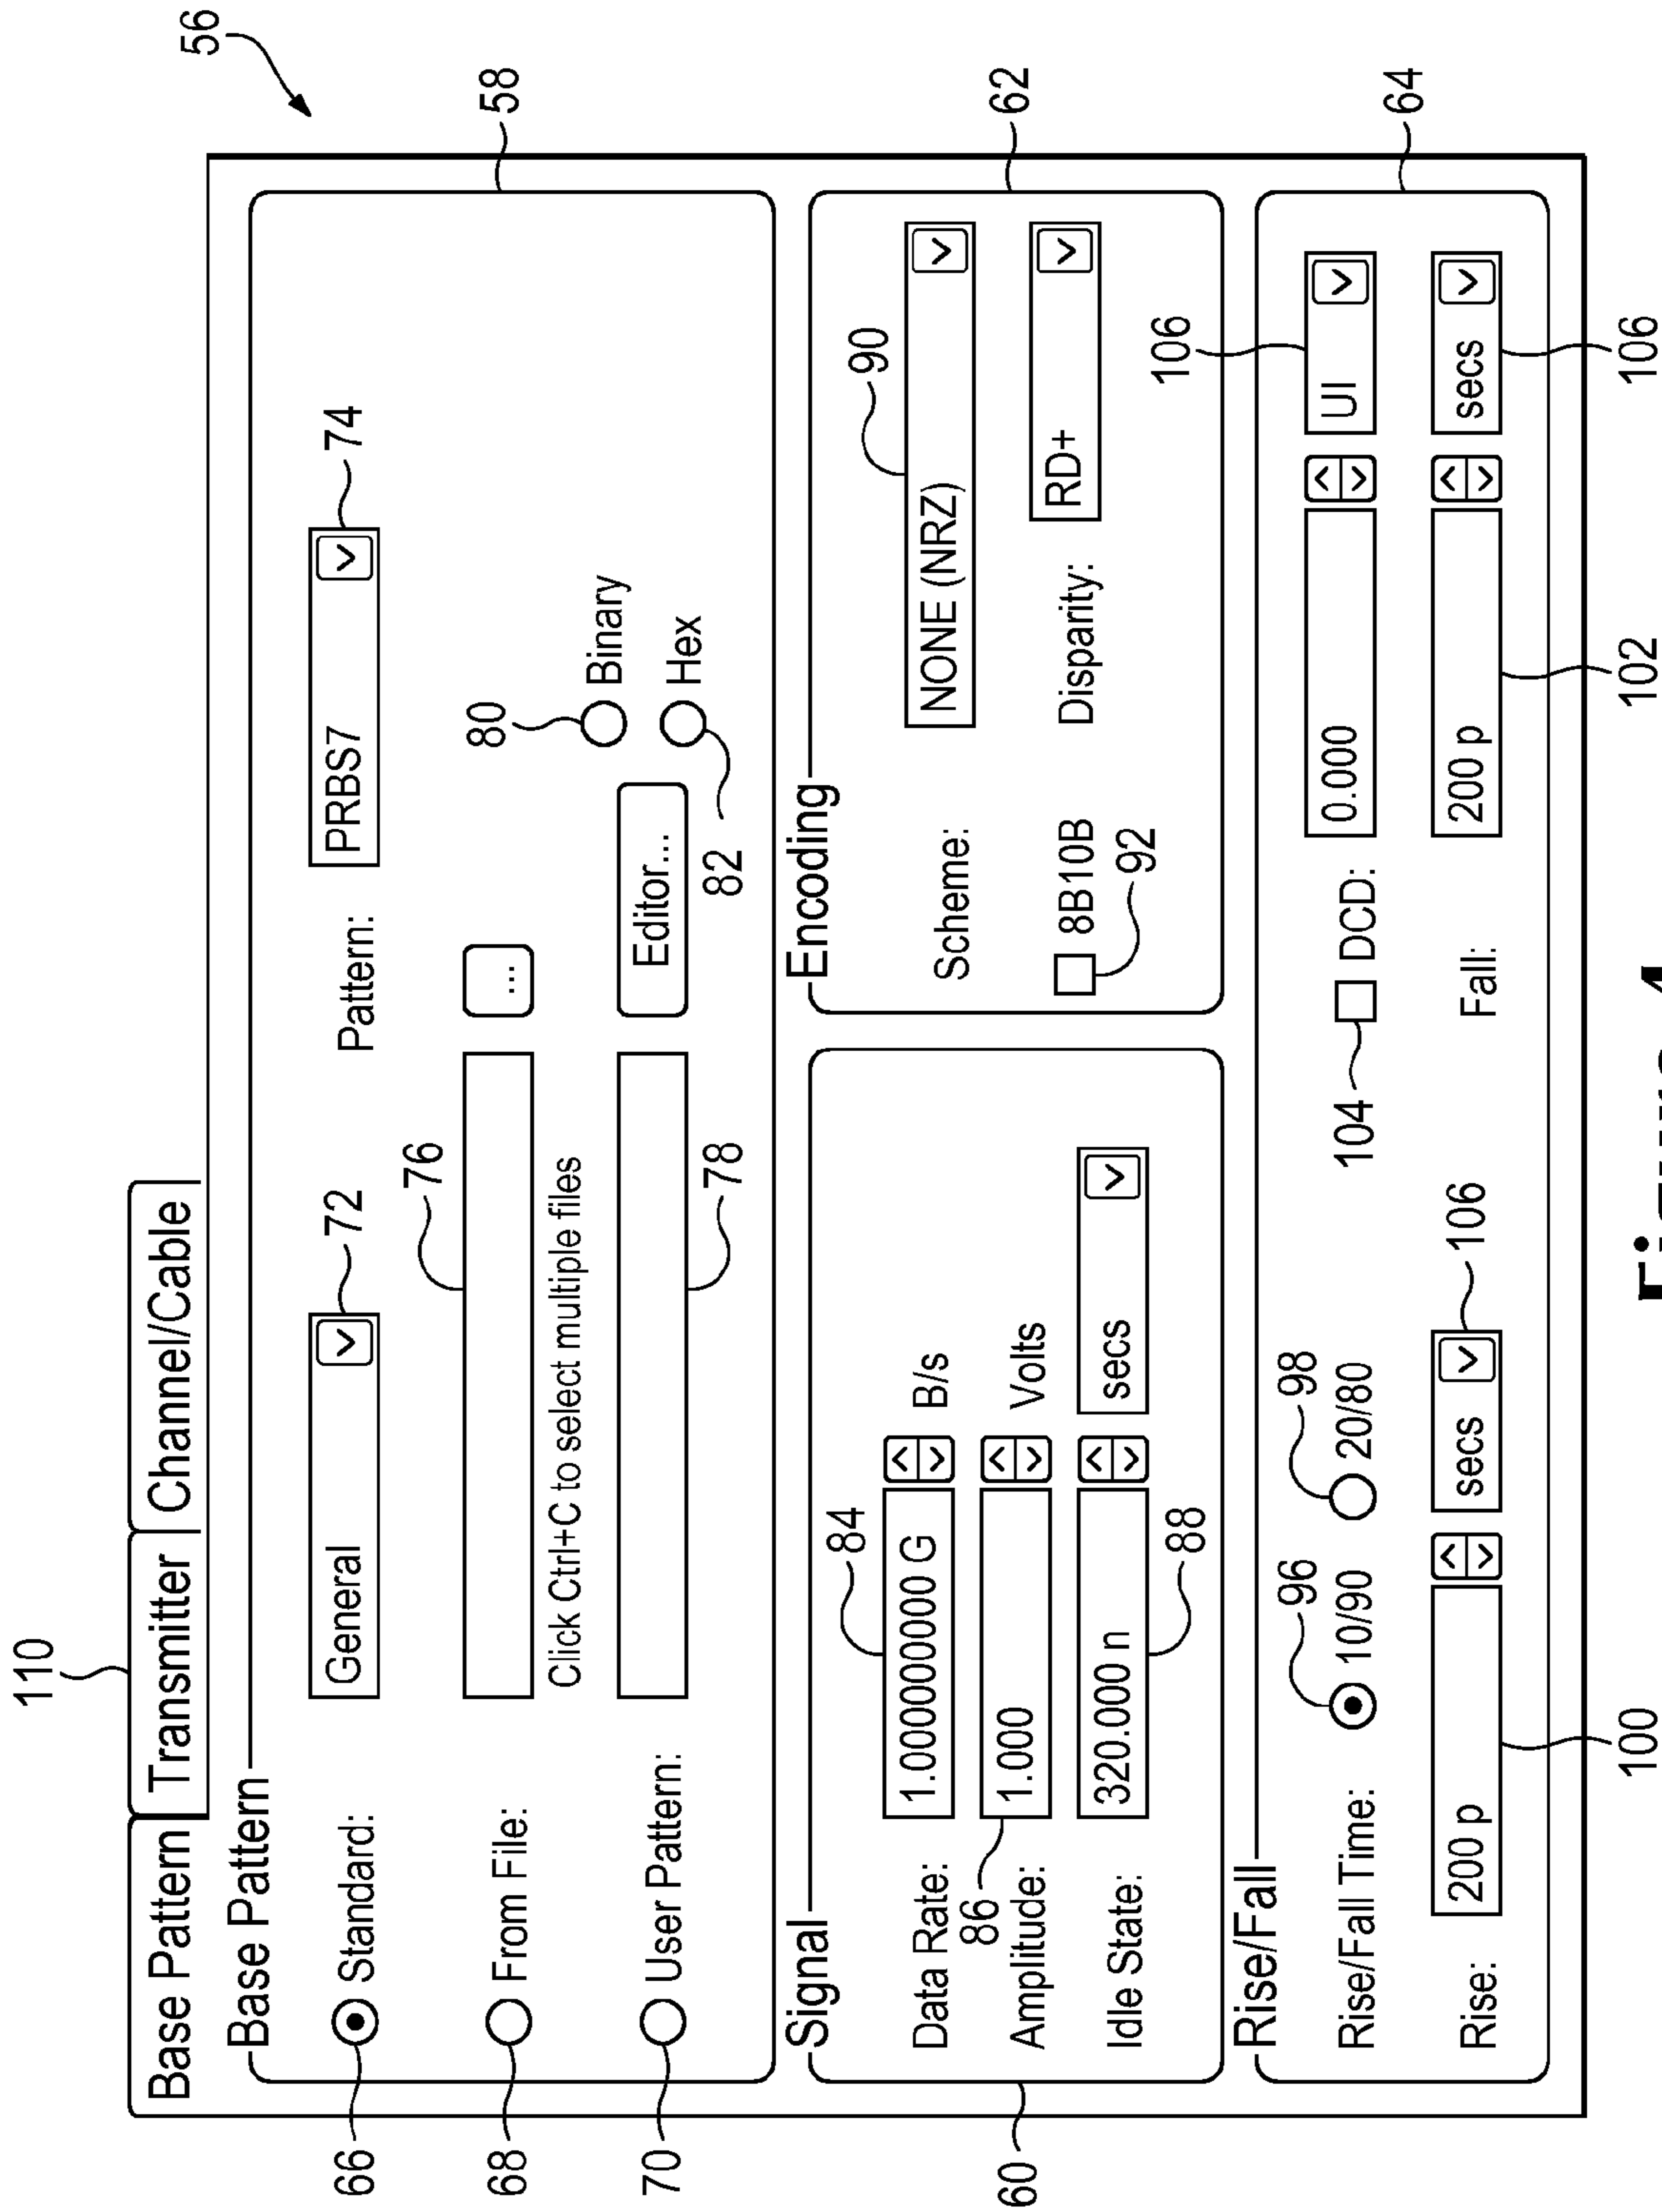 110
56
Base Pattern Transmitter Channel/Cable
Base Pattern
58
66 Standard: General 72 Pattern: PRBS7 74
76
68 From File: ...
80
Click Ctrl+C to select multiple files
Binary
70 User Pattern: Editor... Hex
78 82
Signal
84
Data Rate: 1.000000000 G B/s
86
Amplitude: 1.000 Volts
Idle State: 320.000 n secs
88
60
Encoding
62
90
Scheme: NONE (NRZ)
8B10B Disparity: RD+
92
Rise/Fall
64
96 98 106
Rise/Fall Time: 10/90 20/80 104 DCD: 0.000 UI
106
Rise: 200 p secs Fall: 200 p secs
100 102 106